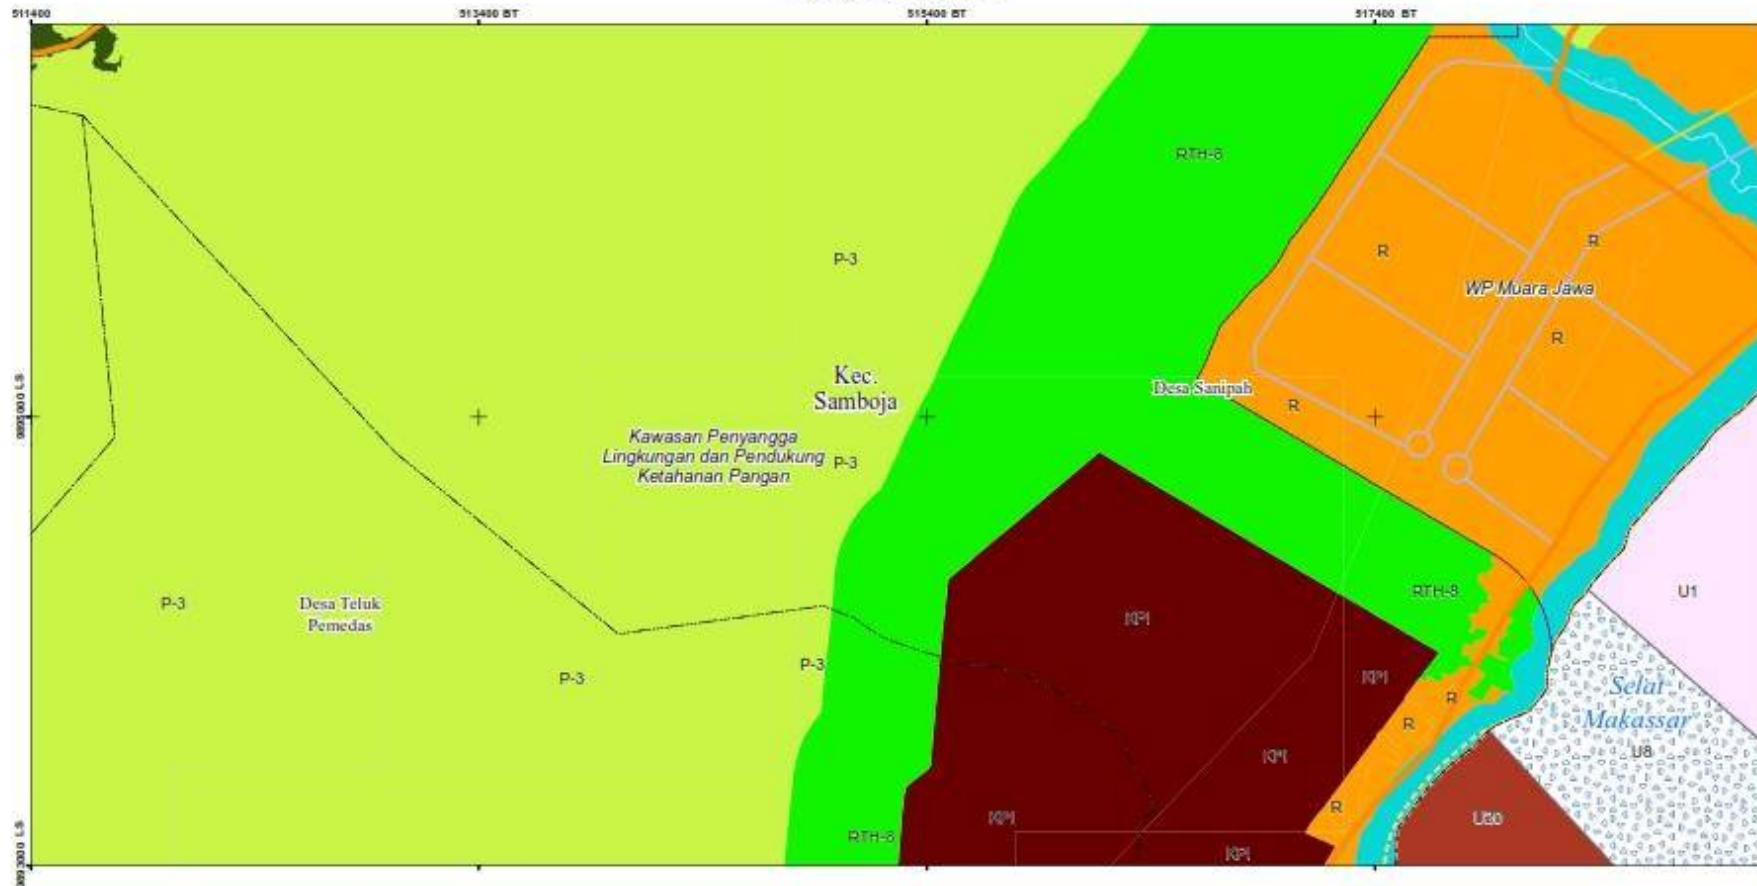 511400
513400 BT
515400 BT
517400 BT
RTH-8
P-3
R
R
WP Muara Jawa
R
Kec.
Samboja
Desa Sanipah
R
Kawasan Penyangga
Lingkungan dan Pendukung
Ketahanan Pangan
P-3
P-3
Desa Teluk
Pemedas
RTH-8
U1
P-3
P-3
R
R
Selat
Makassar
U8
R
U30
RTH-8